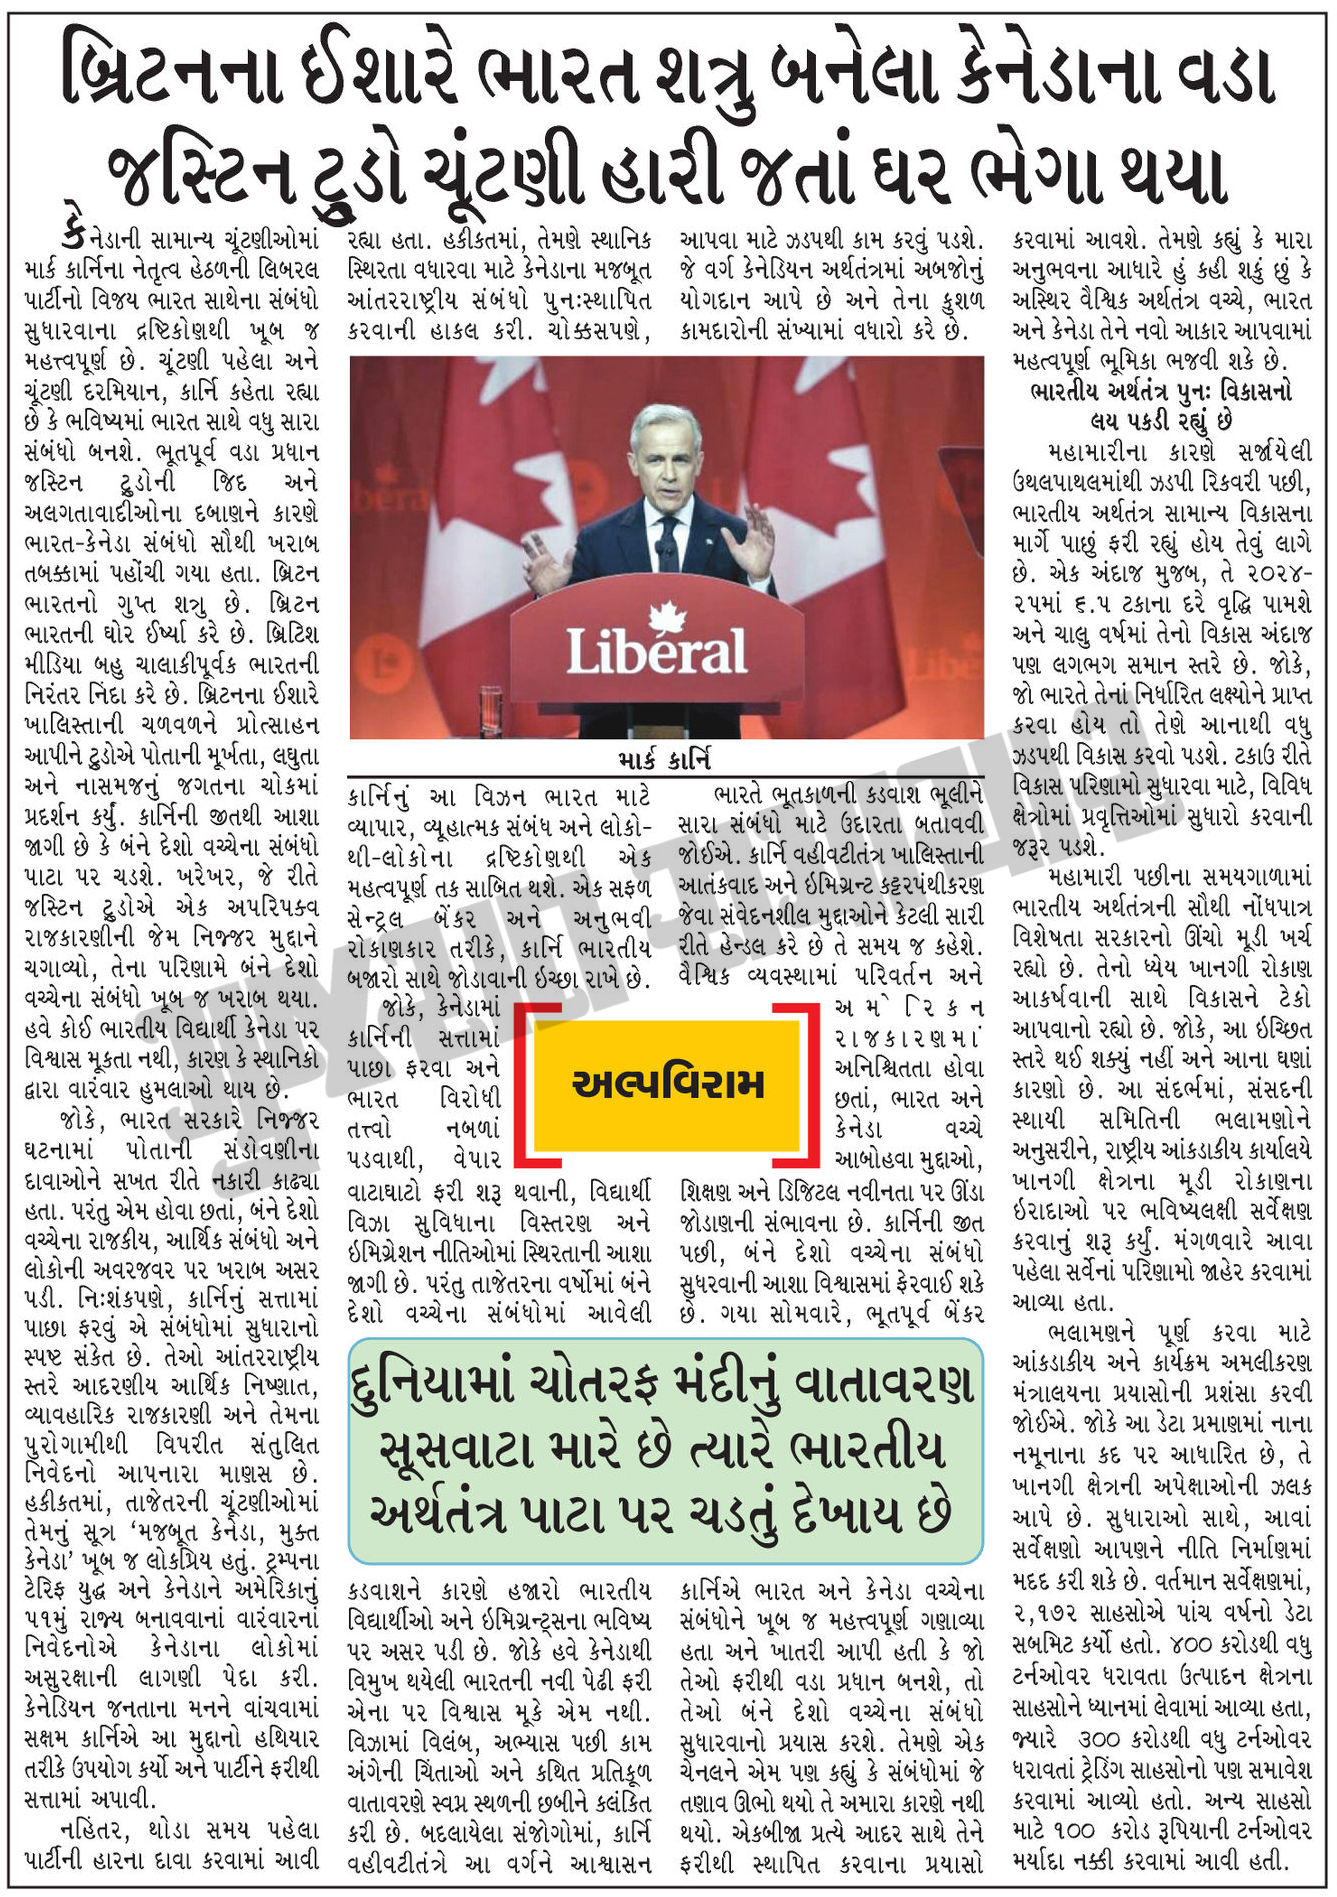 બ્રિટનના ઈશારે ભારત શત્રુ બનેલા કેનેડાના વડા
જસ્ટિન ટ્રુડો ચૂંટણી હારી જતાં ઘર ભેગા થયા
કેનેડાની સામાન્ય ચૂંટણીઓમાં
માર્ક કાર્નિના નેતૃત્વ હેઠળની લિબરલ
પાર્ટીનો વિજય ભારત સાથેના સંબંધો
સુધારવાના દ્રષ્ટિકોણથી ખૂબ જ
મહત્ત્વપૂર્ણ છે. ચૂંટણી પહેલા અને
ચૂંટણી દરમિયાન, કાર્નિ કહેતા રહ્યા
છે કે ભવિષ્યમાં ભારત સાથે વધુ સારા
સંબંધો બનશે. ભૂતપૂર્વ વડા પ્રધાન
જસ્ટિન ટ્રુડોની જિદ અને
અલગતાવાદીઓના દબાણને કારણે
ભારત-કેનેડા સંબંધો સૌથી ખરાબ
તબક્કામાં પહોંચી ગયા હતા. બ્રિટન
ભારતનો ગુપ્ત શત્રુ છે. બ્રિટન
ભારતની ઘોર ઈર્ષ્યા કરે છે. બ્રિટિશ
મીડિયા બહુ ચાલાકીપૂર્વક ભારતની
નિરંતર નિંદા કરે છે. બ્રિટનના ઈશારે
ખાલિસ્તાની ચળવળને પ્રોત્સાહન
આપીને ટ્રુડોએ પોતાની મૂર્ખતા, લઘુતા
અને નાસમજનું જગતના ચોકમાં
પ્રદર્શન કર્યું. કાર્નિની જીતથી આશા
જાગી છે કે બંને દેશો વચ્ચેના સંબંધો
પાટા પર ચડશે. ખરેખર, જે રીતે
જસ્ટિન ટ્રુડોએ એક અપરિપક્વ
રાજકારણીની જેમ નિજ્જર મુદ્દાને
ચગાવ્યો, તેના પરિણામે બંને દેશો
વચ્ચેના સંબંધો ખૂબ જ ખરાબ થયા.
હવે કોઈ ભારતીય વિદ્યાર્થી કેનેડા પર
વિશ્વાસ મૂકતા નથી, કારણ કે સ્થાનિકો
દ્વારા વારંવાર હુમલાઓ થાય છે.
જોકે, ભારત સરકારે નિજ્જર
ઘટનામાં પોતાની સંડોવણીના
દાવાઓને સખત રીતે નકારી કાઢ્યા
હતા. પરંતુ એમ હોવા છતાં, બંને દેશો
વચ્ચેના રાજકીય, આર્થિક સંબંધો અને
લોકોની અવરજવર પર ખરાબ અસર
પડી. નિઃશંકપણે, કાર્નિનું સત્તામાં
પાછા ફરવું એ સંબંધોમાં સુધારાનો
સ્પષ્ટ સંકેત છે. તેઓ આંતરરાષ્ટ્રીય
સ્તરે આદરણીય આર્થિક નિષ્ણાત,
વ્યાવહારિક રાજકારણી અને તેમના
પુરોગામીથી વિપરીત સંતુલિત
નિવેદનો આપનારા માણસ છે.
હકીકતમાં, તાજેતરની ચૂંટણીઓમાં
તેમનું સૂત્ર ‘મજબૂત કેનેડા, મુક્ત
કેનેડા’ ખૂબ જ લોકપ્રિય હતું. ટ્રમ્પના
ટેરિફ યુદ્ધ અને કેનેડાને અમેરિકાનું
૫૧મું રાજ્ય બનાવવાનાં વારંવારનાં
નિવેદનોએ કેનેડાના લોકોમાં
અસુરક્ષાની લાગણી પેદા કરી.
કેનેડિયન જનતાના મનને વાંચવામાં
સક્ષમ કાર્નિએ આ મુદ્દાનો હથિયાર
તરીકે ઉપયોગ કર્યો અને પાર્ટીને ફરીથી
સત્તામાં અપાવી.
નહિંતર, થોડા સમય પહેલા
પાર્ટીની હારના દાવા કરવામાં આવી
રહ્યા હતા. હકીકતમાં, તેમણે સ્થાનિક
સ્થિરતા વધારવા માટે કેનેડાના મજબૂત
આંતરરાષ્ટ્રીય સંબંધો પુનઃસ્થાપિત
કરવાની હાકલ કરી. ચોક્કસપણે,
Liberal
માર્ક કાર્નિ
કાર્નિનું આ વિઝન ભારત માટે
વ્યાપાર, વ્યૂહાત્મક સંબંધ અને લોકો-
થી-લોકોના દ્રષ્ટિકોણથી એક
મહત્વપૂર્ણ તક સાબિત થશે. એક સફળ
સેન્ટ્રલ બેંકર અને અનુભવી
રોકાણકાર તરીકે, કાર્નિ ભારતીય
બજારો સાથે જોડાવાની ઇચ્છા રાખે છે.
જોકે, કેનેડામાં
કાર્નિની સત્તામાં
પાછા ફરવા અને
ભારત વિરોધી
તત્ત્વો નબળાં
પડવાથી, વેપાર
વાટાઘાટો ફરી શરૂ થવાની, વિદ્યાર્થી
વિઝા સુવિધાના વિસ્તરણ અને
ઇમિગ્રેશન નીતિઓમાં સ્થિરતાની આશા
જાગી છે. પરંતુ તાજેતરના વર્ષોમાં બંને
દેશો વચ્ચેના સંબંધોમાં આવેલી
અલ્પવિરામ
દુનિયામાં ચોતરફ મંદીનું વાતાવરણ
સૂસવાટા મારે છે ત્યારે ભારતીય
અર્થતંત્ર પાટા પર ચડતું દેખાય છે
કડવાશને કારણે હજારો ભારતીય
વિદ્યાર્થીઓ અને ઇમિગ્રન્ટ્સના ભવિષ્ય
પર અસર પડી છે. જોકે હવે કેનેડાથી
વિમુખ થયેલી ભારતની નવી પેઢી ફરી
એના પર વિશ્વાસ મૂકે એમ નથી.
વિઝામાં વિલંબ, અભ્યાસ પછી કામ
અંગેની ચિંતાઓ અને કથિત પ્રતિકૂળ
વાતાવરણે સ્વપ્ન સ્થળની છબીને કલંકિત
કરી છે. બદલાયેલા સંજોગોમાં, કાર્નિ
વહીવટીતંત્રે આ વર્ગને આશ્વાસન
આપવા માટે ઝડપથી કામ કરવું પડશે.
જે વર્ગ કેનેડિયન અર્થતંત્રમાં અબજોનું
યોગદાન આપે છે અને તેના કુશળ
કામદારોની સંખ્યામાં વધારો કરે છે.
ભારતે ભૂતકાળની કડવાશ ભૂલીને
સારા સંબંધો માટે ઉદારતા બતાવવી
જોઈએ. કાર્નિ વહીવટીતંત્ર ખાલિસ્તાની
આતંકવાદ અને ઇમિગ્રન્ટ કટ્ટરપંથીકરણ
જેવા સંવેદનશીલ મુદ્દાઓને કેટલી સારી
રીતે હેન્ડલ કરે છે તે સમય જ કહેશે.
વૈશ્વિક વ્યવસ્થામાં પરિવર્તન અને
અમેરિકન
રાજકારણમાં
અનિશ્ચિતતા હોવા
છતાં, ભારત અને
કેનેડા વચ્ચે
આબોહવા મુદ્દાઓ,
શિક્ષણ અને ડિજિટલ નવીનતા પર ઊંડા
જોડાણની સંભાવના છે. કાર્નિની જીત
પછી, બંને દેશો વચ્ચેના સંબંધો
સુધરવાની આશા વિશ્વાસમાં ફેરવાઈ શકે
છે. ગયા સોમવારે, ભૂતપૂર્વ બેંકર
કાર્નિએ ભારત અને કેનેડા વચ્ચેના
સંબંધોને ખૂબ જ મહત્ત્વપૂર્ણ ગણાવ્યા
હતા અને ખાતરી આપી હતી કે જો
તેઓ ફરીથી વડા પ્રધાન બનશે, તો
તેઓ બંને દેશો વચ્ચેના સંબંધો
સુધારવાનો પ્રયાસ કરશે. તેમણે એક
ચેનલને એમ પણ કહ્યું કે સંબંધોમાં જે
તણાવ ઊભો થયો તે અમારા કારણે નથી
થયો. એકબીજા પ્રત્યે આદર સાથે તેને
ફરીથી સ્થાપિત કરવાના પ્રયાસો
કરવામાં આવશે. તેમણે કહ્યું કે મારા
અનુભવના આધારે હું કહી શકું છું કે
અસ્થિર વૈશ્વિક અર્થતંત્ર વચ્ચે, ભારત
અને કેનેડા તેને નવો આકાર આપવામાં
મહત્વપૂર્ણ ભૂમિકા ભજવી શકે છે.
ભારતીય અર્થતંત્ર પુનઃ વિકાસનો
લય પકડી રહ્યું છે
મહામારીના કારણે સર્જાયેલી
ઉથલપાથલમાંથી ઝડપી રિકવરી પછી,
ભારતીય અર્થતંત્ર સામાન્ય વિકાસના
માર્ગે પાછું ફરી રહ્યું હોય તેવું લાગે
છે. એક અંદાજ મુજબ, તે ૨૦૨૪-
૨૫માં ૬.૫ ટકાના દરે વૃદ્ધિ પામશે
અને ચાલુ વર્ષમાં તેનો વિકાસ અંદાજ
પણ લગભગ સમાન સ્તરે છે. જોકે,
જો ભારતે તેનાં નિર્ધારિત લક્ષ્યોને પ્રાપ્ત
કરવા હોય તો તેણે આનાથી વધુ
ઝડપથી વિકાસ કરવો પડશે. ટકાઉ રીતે
વિકાસ પરિણામો સુધારવા માટે, વિવિધ
ક્ષેત્રોમાં પ્રવૃત્તિઓમાં સુધારો કરવાની
જરૂર પડશે.
મહામારી પછીના સમયગાળામાં
ભારતીય અર્થતંત્રની સૌથી નોંધપાત્ર
વિશેષતા સરકારનો ઊંચો મૂડી ખર્ચ
રહ્યો છે. તેનો ધ્યેય ખાનગી રોકાણ
આકર્ષવાની સાથે વિકાસને ટેકો
આપવાનો રહ્યો છે. જોકે, આ ઇચ્છિત
સ્તરે થઈ શક્યું નહીં અને આના ઘણાં
કારણો છે. આ સંદર્ભમાં, સંસદની
સ્થાયી સમિતિની ભલામણોને
અનુસરીને, રાષ્ટ્રીય આંકડાકીય કાર્યાલયે
ખાનગી ક્ષેત્રના મૂડી રોકાણના
ઇરાદાઓ પર ભવિષ્યલક્ષી સર્વેક્ષણ
કરવાનું શરૂ કર્યું. મંગળવારે આવા
પહેલા સર્વેનાં પરિણામો જાહેર કરવામાં
આવ્યા હતા.
ભલામણને પૂર્ણ કરવા માટે
આંકડાકીય અને કાર્યક્રમ અમલીકરણ
મંત્રાલયના પ્રયાસોની પ્રશંસા કરવી
જોઈએ. જોકે આ ડેટા પ્રમાણમાં નાના
નમૂનાના કદ પર આધારિત છે, તે
ખાનગી ક્ષેત્રની અપેક્ષાઓની ઝલક
આપે છે. સુધારાઓ સાથે, આવાં
સર્વેક્ષણો આપણને નીતિ નિર્માણમાં
મદદ કરી શકે છે. વર્તમાન સર્વેક્ષણમાં,
૨,૧૭૨ સાહસોએ પાંચ વર્ષનો ડેટા
સબમિટ કર્યો હતો. ૪૦૦ કરોડથી વધુ
ટર્નઓવર ધરાવતા ઉત્પાદન ક્ષેત્રના
સાહસોને ધ્યાનમાં લેવામાં આવ્યા હતા,
જ્યારે ૩૦૦ કરોડથી વધુ ટર્નઓવર
ધરાવતાં ટ્રેડિંગ સાહસોનો પણ સમાવેશ
કરવામાં આવ્યો હતો. અન્ય સાહસો
માટે ૧૦૦ કરોડ રૂપિયાની ટર્નઓવર
મર્યાદા નક્કી કરવામાં આવી હતી.
ગુજરાત સમાચાર